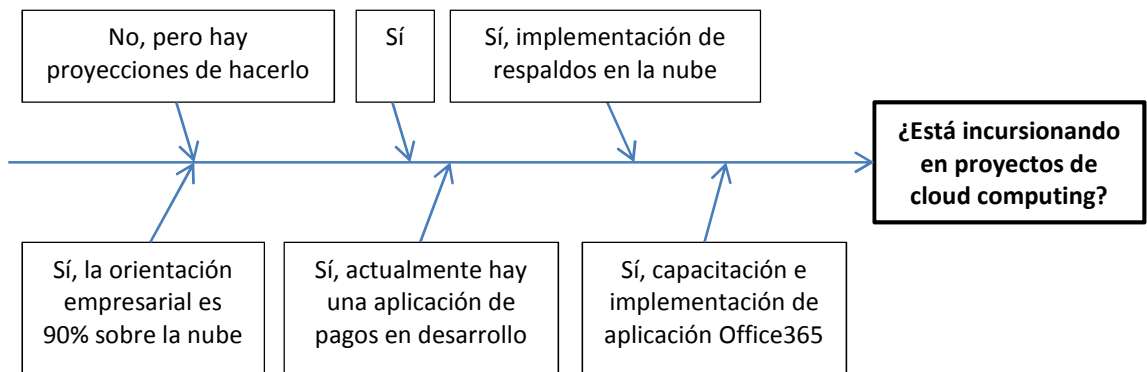 No, pero hay
proyecciones de hacerlo
Sí
Sí, implementación de
respaldos en la nube
¿Está incursionando
en proyectos de
cloud computing?
Sí, la orientación
empresarial es
90% sobre la nube
Sí, actualmente hay
una aplicación de
pagos en desarrollo
Sí, capacitación e
implementación de
aplicación Office365